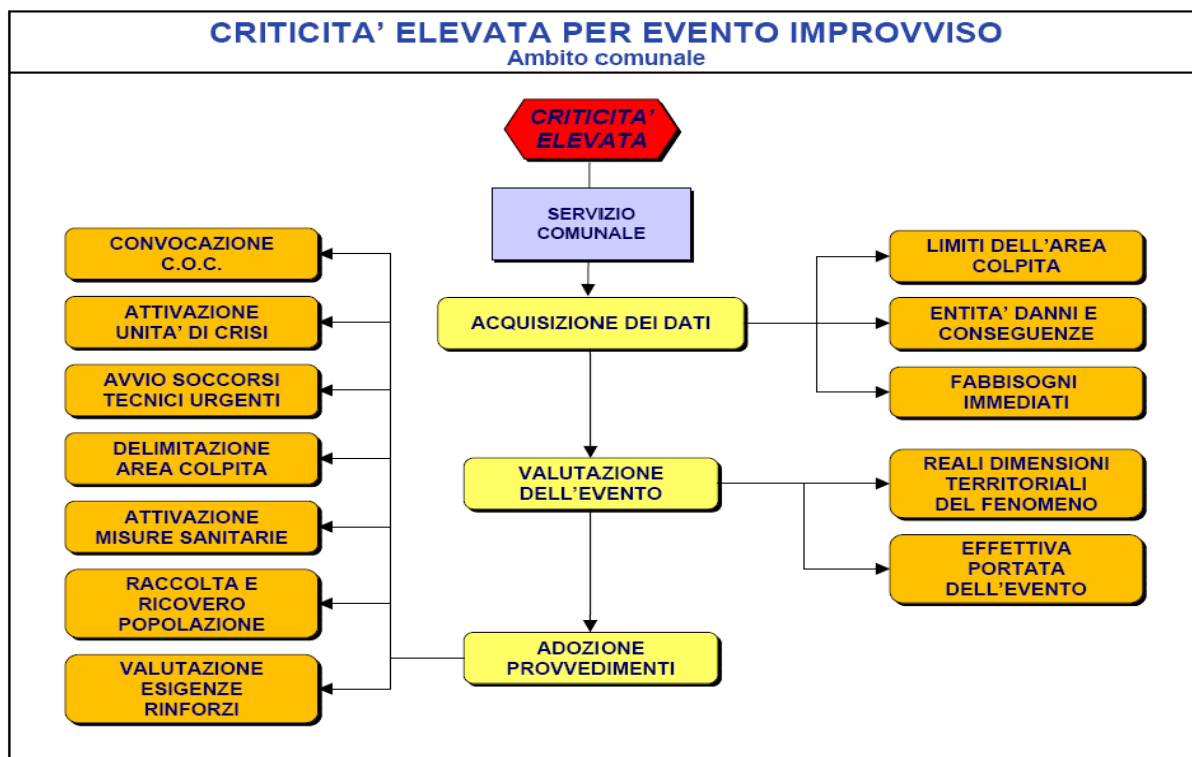 CRITICITA' ELEVATA PER EVENTO IMPROVVISO
Ambito comunale
CRITICITA'
ELEVATA
SERVIZIO
COMUNALE
ACQUISIZIONE DEI DATI
LIMITI DELL'AREA
COLPITA
ENTITA' DANNI E
CONSEGUENZE
FABBISOGNI
IMMEDIATI
VALUTAZIONE
DELL'EVENTO
REALI DIMENSIONI
TERRITORIALI
DEL FENOMENO
EFFETTIVA
PORTATA
DELL'EVENTO
ADOZIONE
PROVVEDIMENTI
CONVOCAZIONE
C.O.C.
ATTIVAZIONE
UNITA' DI CRISI
AVVIO SOCCORSI
TECNICI URGENTI
DELIMITAZIONE
AREA COLPITA
ATTIVAZIONE
MISURE SANITARIE
RACCOLTA E
RICOVERO
POPOLAZIONE
VALUTAZIONE
ESIGENZE
RINFORZI